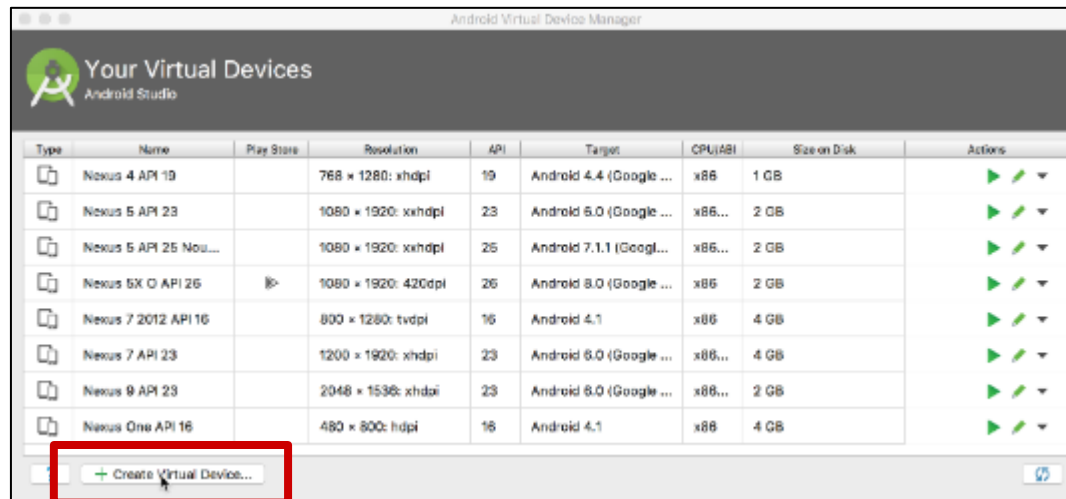 Android Virtual Device Manager
Your Virtual Devices
Android Studio
Type Name Play Store Resolution API Target CPU/ABI Size on Disk Actions
Nexus 4 API 19 768 × 1280: xhdpi 19 Android 4.4 (Google ... x86 1 GB
Nexus 5 API 23 1080 × 1920: xxhdpi 23 Android 6.0 (Google ... x86... 2 GB
Nexus 5 API 25 Nou... 1080 × 1920: xxhdpi 25 Android 7.1.1 (Googl... x86... 2 GB
Nexus 5X O API 26 1080 × 1920: 420dpi 26 Android 8.0 (Google ... x86 2 GB
Nexus 7 2012 API 16 800 × 1280: tvdpi 16 Android 4.1 x86 4 GB
Nexus 7 API 23 1200 × 1920: xhdpi 23 Android 6.0 (Google ... x86... 4 GB
Nexus 9 API 23 2048 × 1536: xhdpi 23 Android 6.0 (Google ... x86... 2 GB
Nexus One API 16 480 × 800: hdpi 16 Android 4.1 x86 4 GB
? + Create Virtual Device...